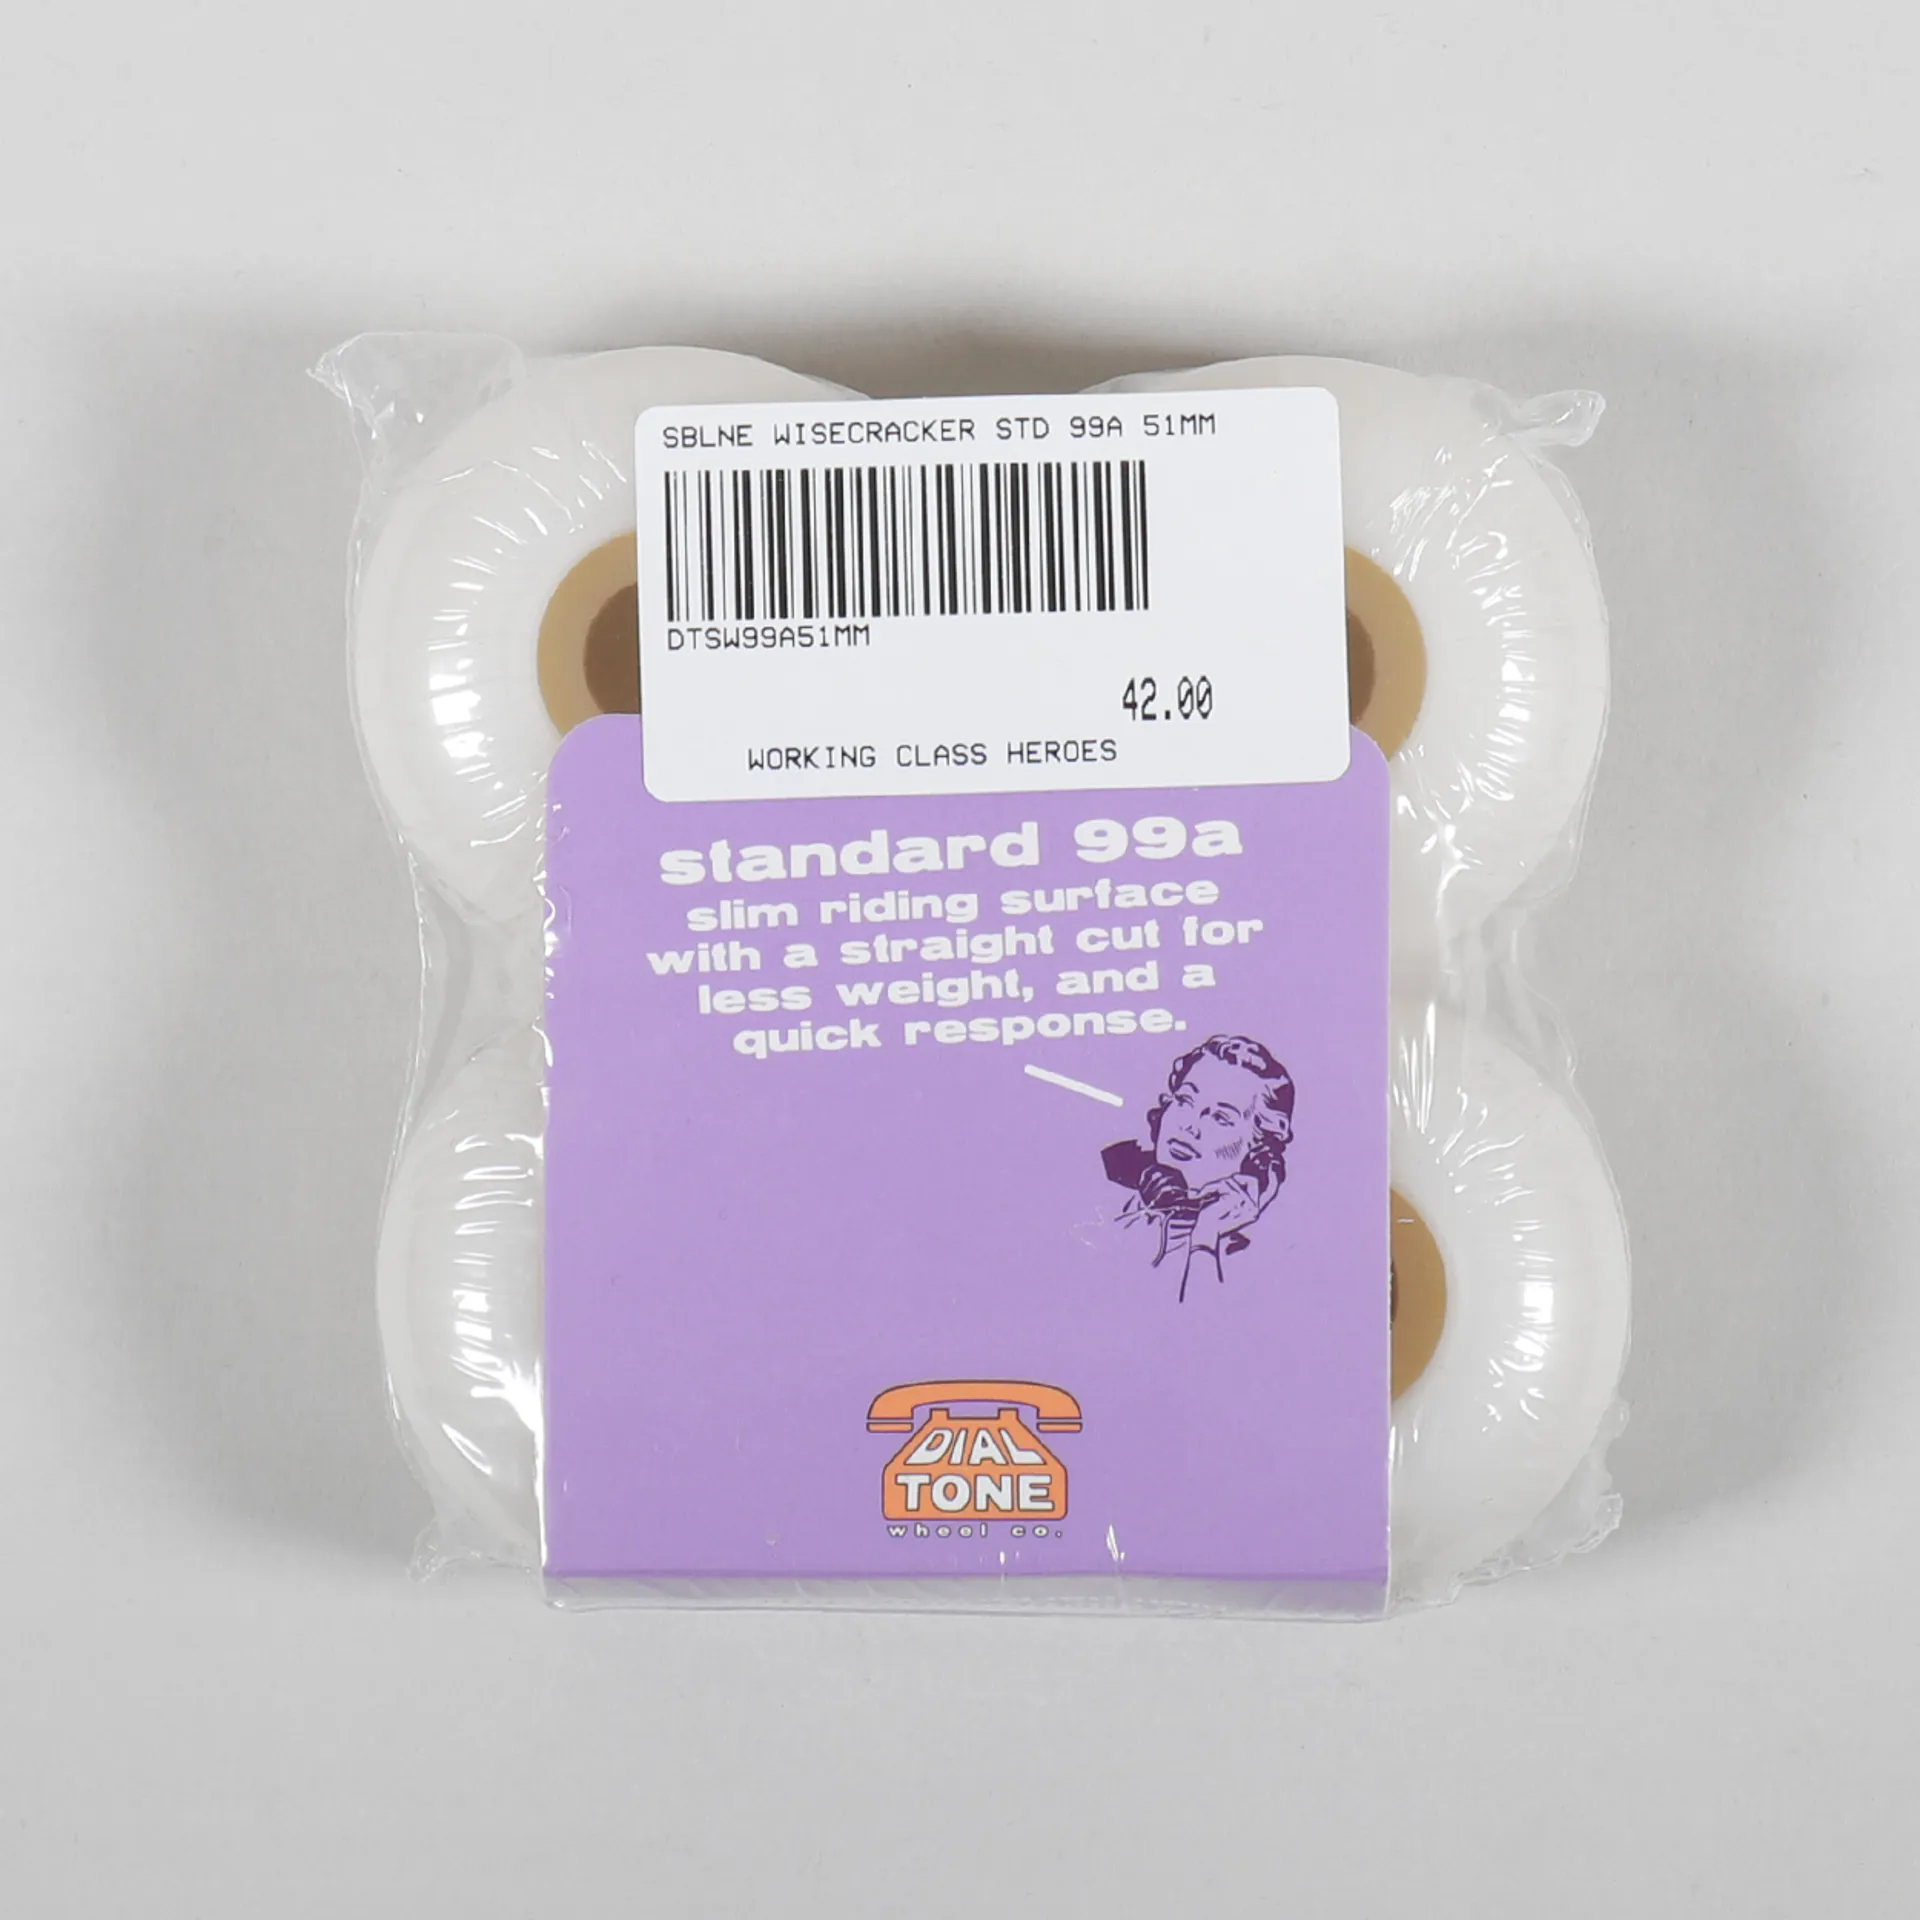 SBLNE WISECRACKER STD 99A 51MM
DTSW99A51MM
42.00
WORKING CLASS HEROES
standard 99a
slim riding surface
with a straight cut for
less weight, and a
quick response.
DIAL
TONE
wheel co.